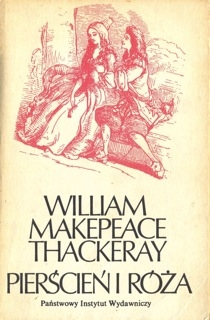 WILLIAM
MAKEPEACE
THACKERAY
PIERŚCIEŃ I RÓŻA
Państwowy Instytut Wydawniczy